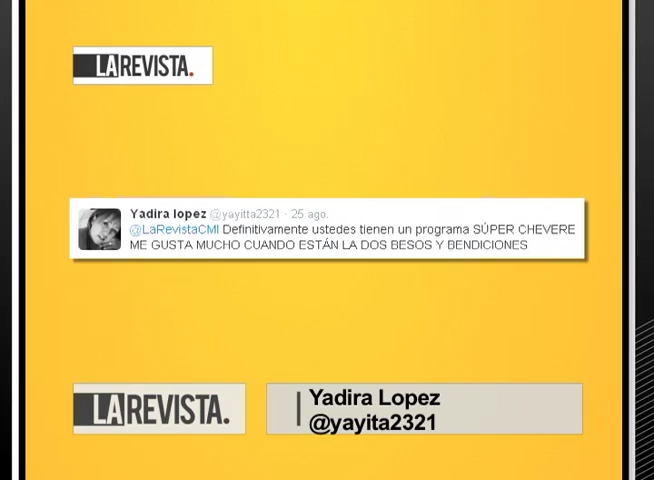 LAREVISTA.
Yadira lopez @yayitta2321 · 25 ago.
@LaRevistaCMI Definitivamente ustedes tienen un programa SÚPER CHEVERE
ME GUSTA MUCHO CUANDO ESTÁN LA DOS BESOS Y BENDICIONES
LAREVISTA.
Yadira Lopez
@yayita2321